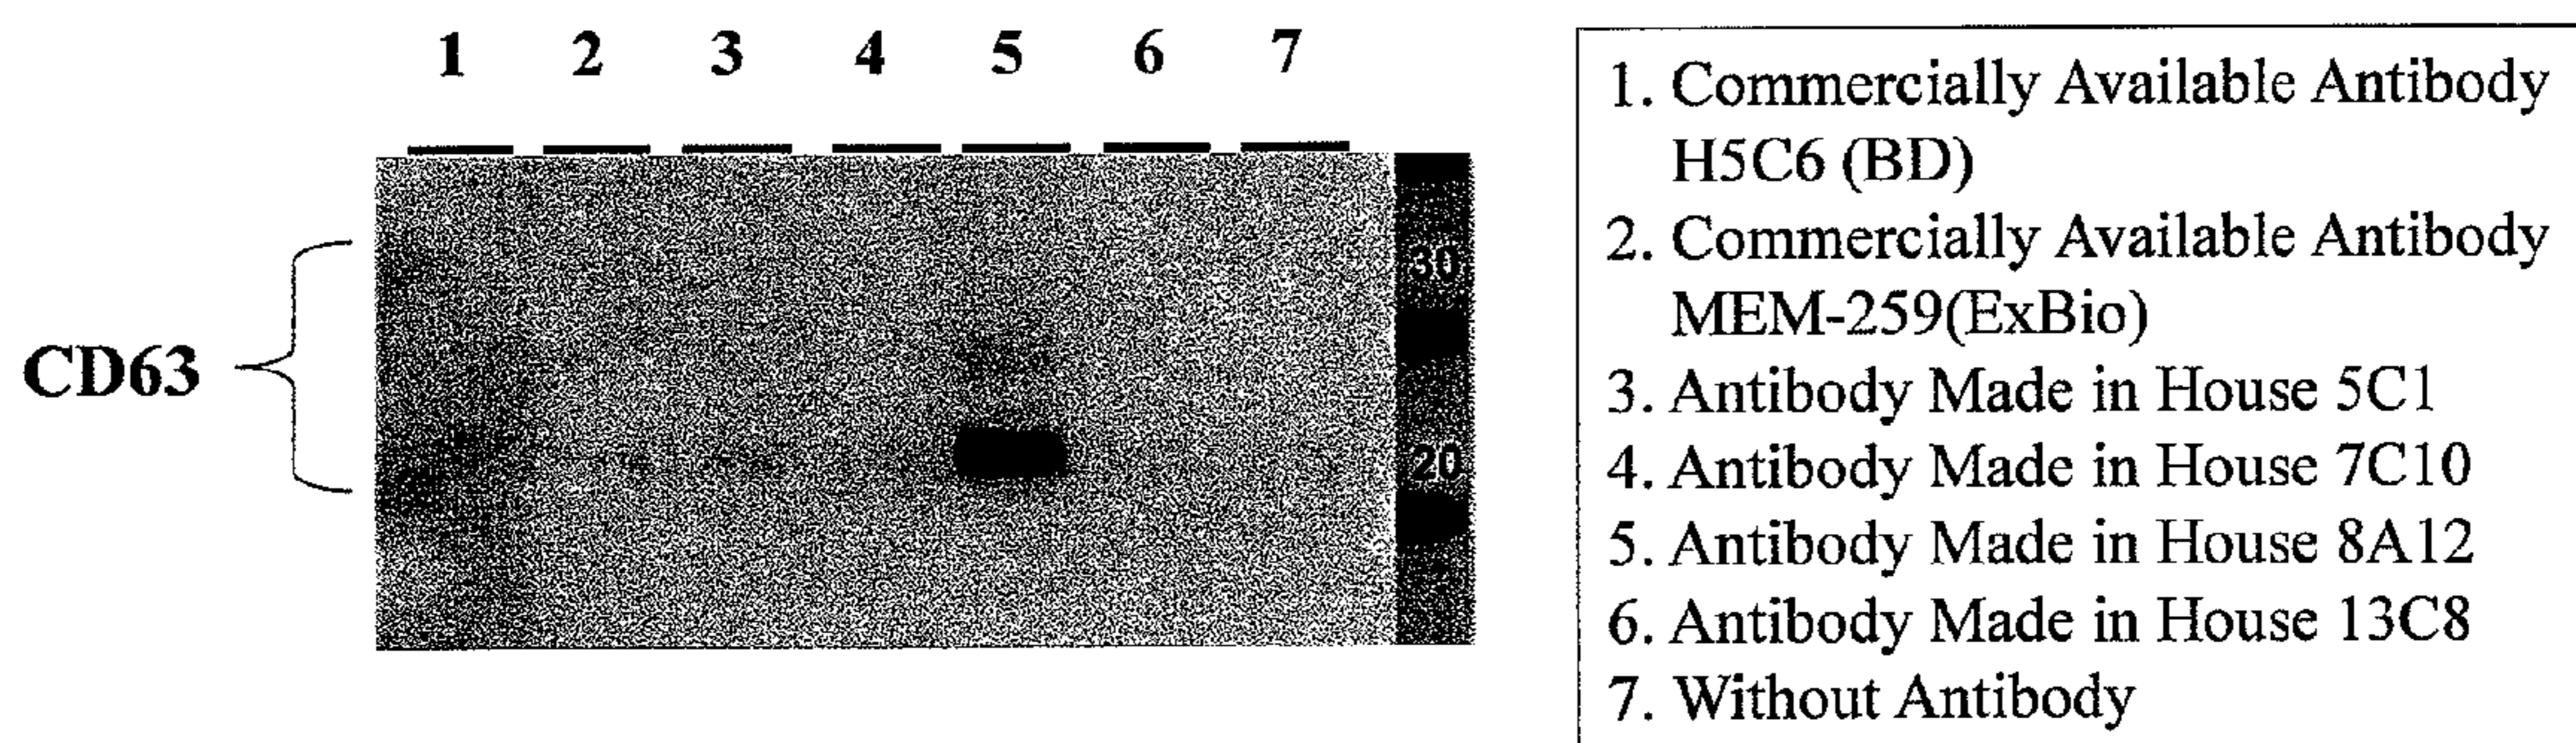 1 2 3 4 5 6 7
CD63
30
20
1. Commercially Available Antibody
H5C6 (BD)
2. Commercially Available Antibody
MEM-259(ExBio)
3. Antibody Made in House 5C1
4. Antibody Made in House 7C10
5. Antibody Made in House 8A12
6. Antibody Made in House 13C8
7. Without Antibody